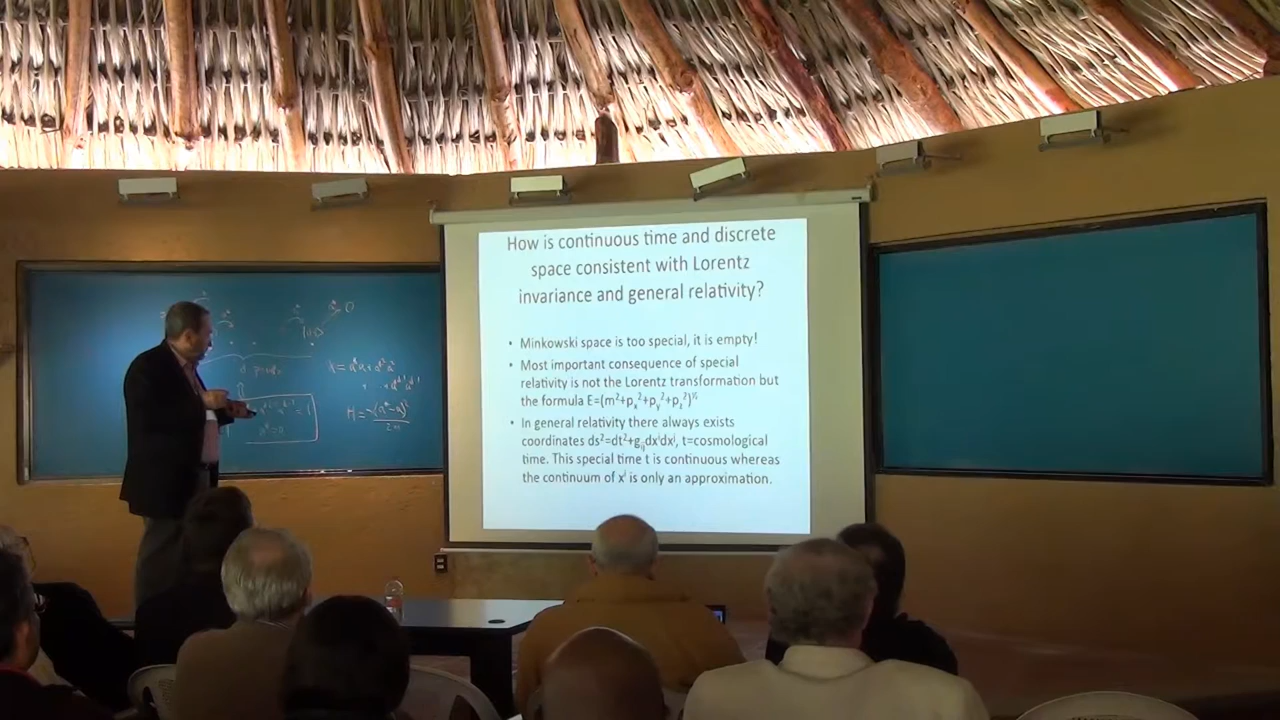 How is continuous time and discrete
space consistent with Lorentz
invariance and general relativity?
• Minkowski space is too special, it is empty!
• Most important consequence of special
relativity is not the Lorentz transformation but
the formula E=(m²+pₓ²+p_y²+p_z²)^½
• In general relativity there always exists
coordinates ds²=dt²+g_ij dxⁱdxʲ, t=cosmological
time. This special time t is continuous whereas
the continuum of xⁱ is only an approximation.